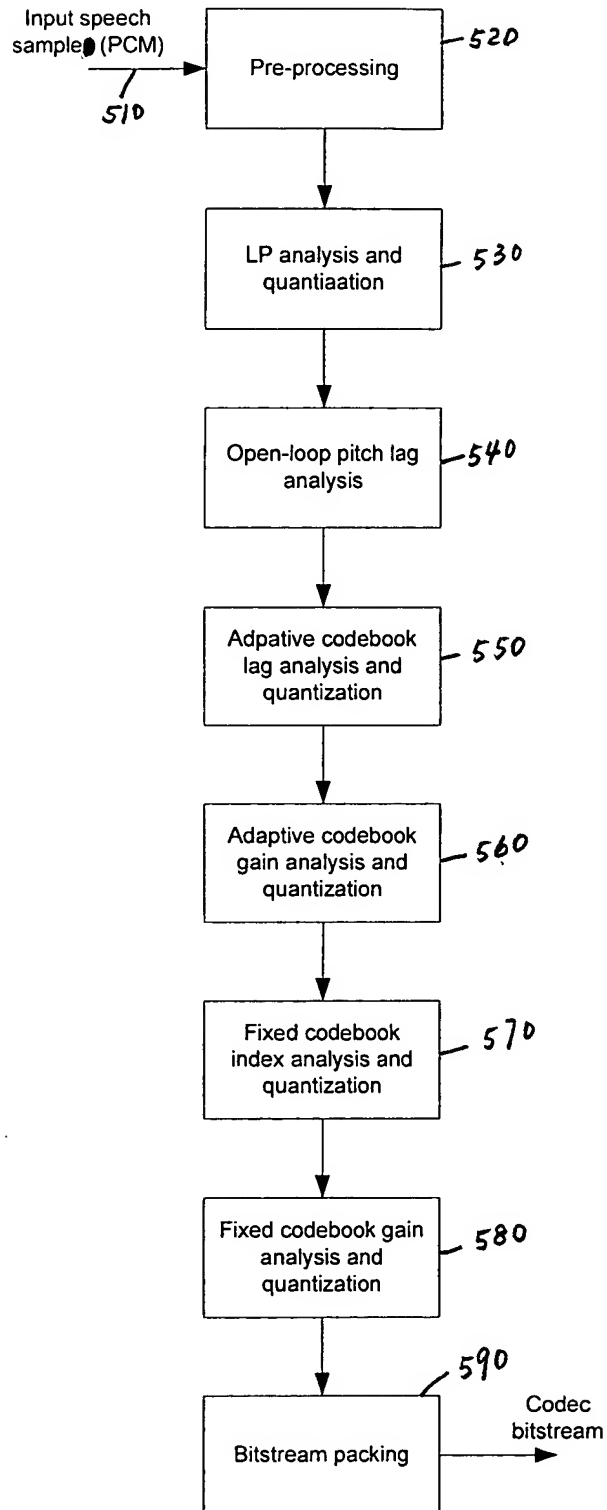 Input speech
sample (PCM)
510
Pre-processing
520
LP analysis and
quantiaation
530
Open-loop pitch lag
analysis
540
Adpative codebook
lag analysis and
quantization
550
Adaptive codebook
gain analysis and
quantization
560
Fixed codebook
index analysis and
quantization
570
Fixed codebook gain
analysis and
quantization
580
590
Bitstream packing
Codec
bitstream